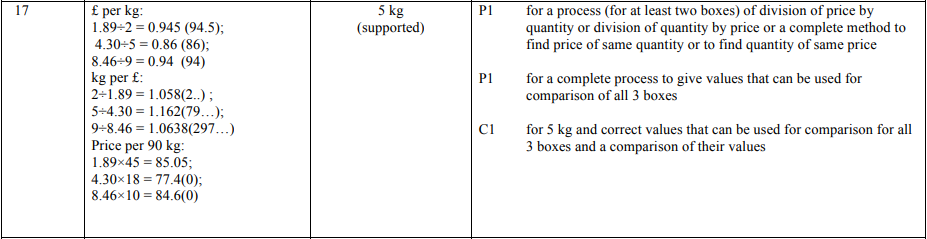 17
£ per kg:
1.89÷2 = 0.945 (94.5);
4.30÷5 = 0.86 (86);
8.46÷9 = 0.94 (94)
kg per £:
2÷1.89 = 1.058(2..) ;
5÷4.30 = 1.162(79…);
9÷8.46 = 1.0638(297…)
Price per 90 kg:
1.89×45 = 85.05;
4.30×18 = 77.4(0);
8.46×10 = 84.6(0)
5 kg
(supported)
P1 for a process (for at least two boxes) of division of price by
quantity or division of quantity by price or a complete method to
find price of same quantity or to find quantity of same price
P1 for a complete process to give values that can be used for
comparison of all 3 boxes
C1 for 5 kg and correct values that can be used for comparison for all
3 boxes and a comparison of their values